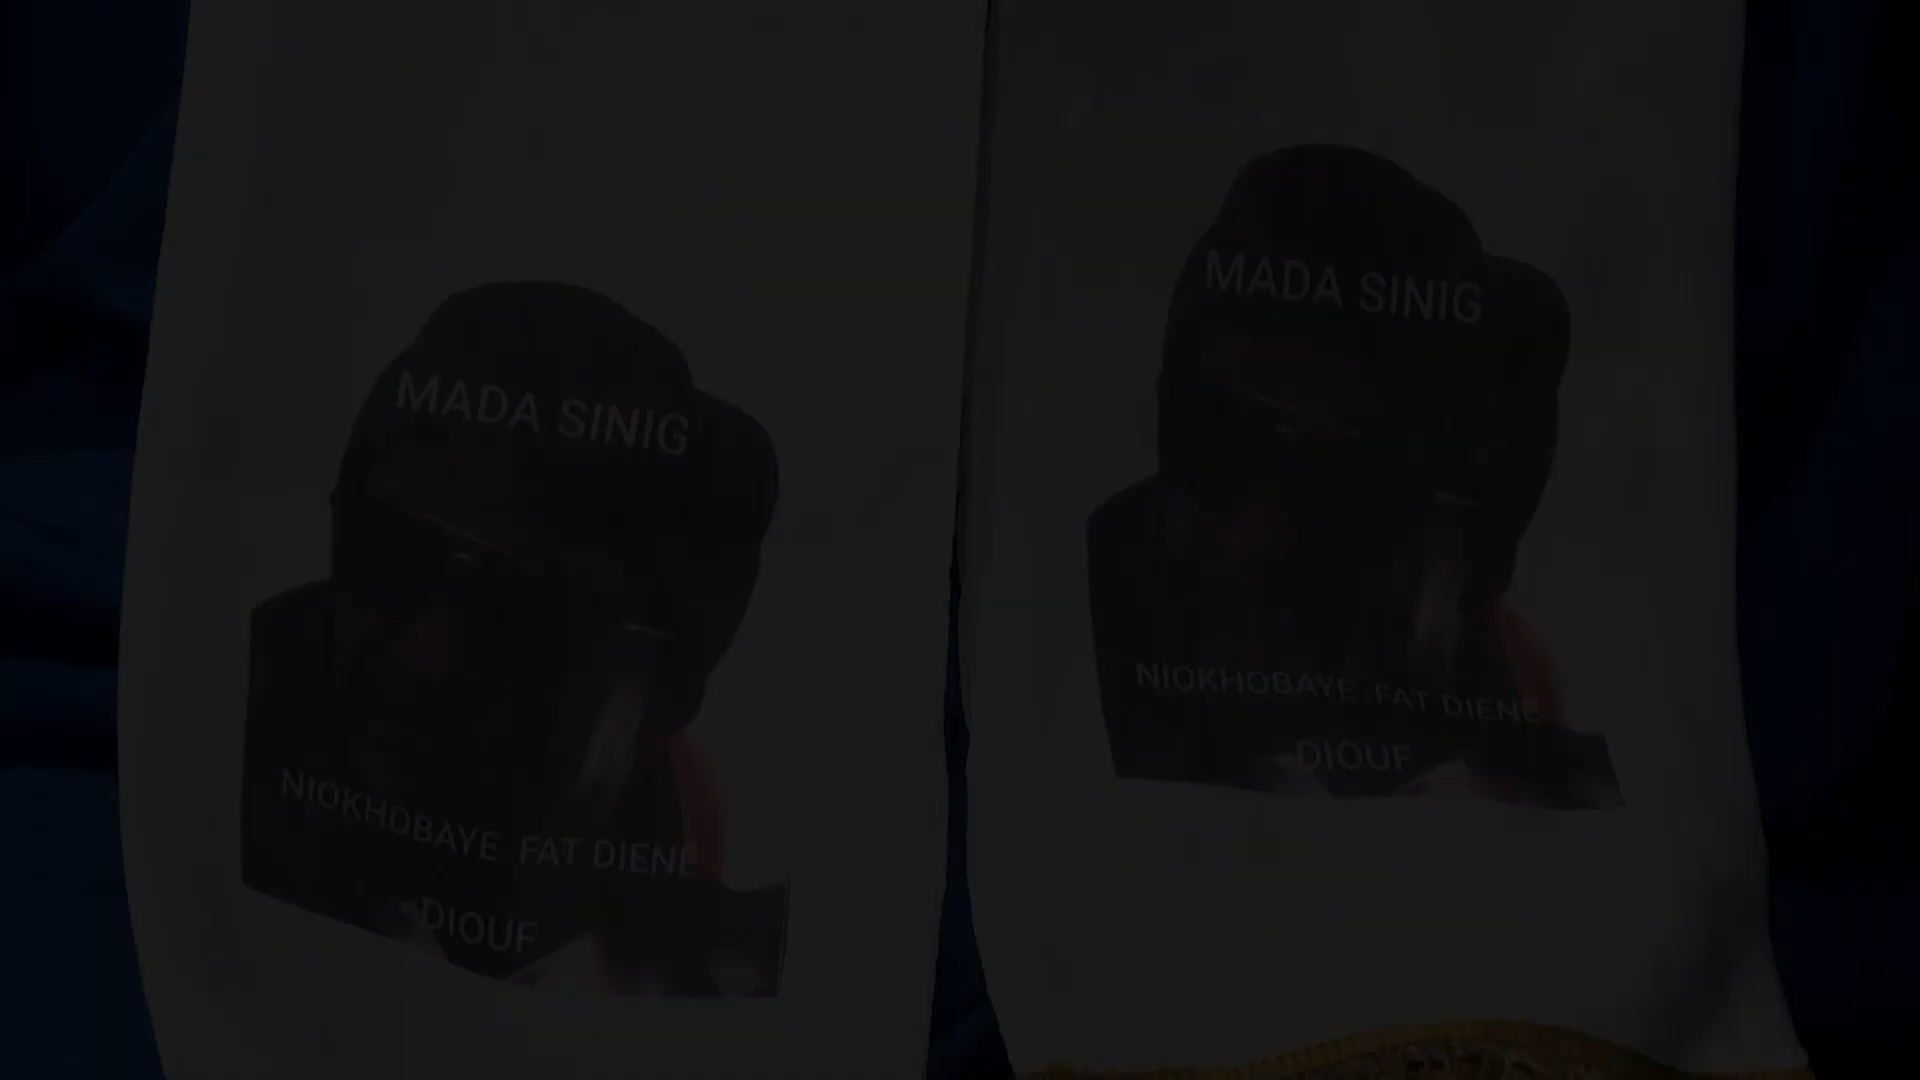 MADA SINIG
NIOKHOBAYE FAT DIENE
DIOUF
MADA SINIG
NIOKHOBAYE FAT DIENE
DIOUF